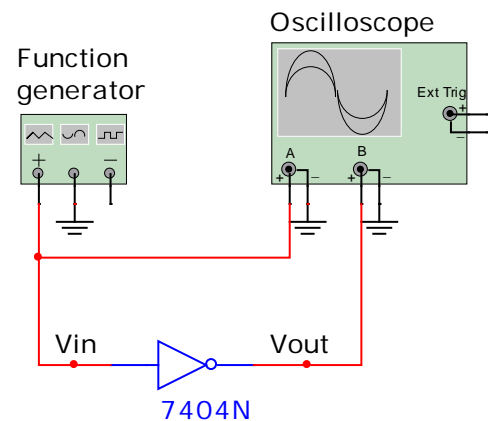 Oscilloscope
Function
generator
Ext Trig
+
−
+
−
A
B
+
−
+
−
Vin
Vout
7404N